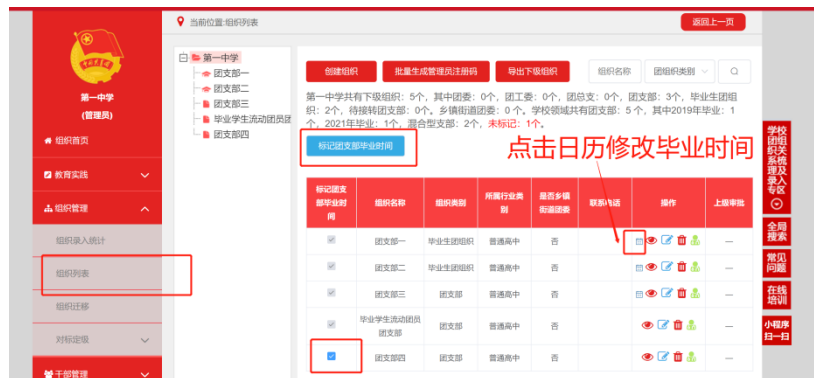 当前位置:组织列表
返回上一页
第一中学
(管理员)
组织首页
教育实践
组织管理
组织录入统计
组织列表
组织迁移
对标定级
干部管理
第一中学
团支部一
团支部二
团支部三
毕业学生流动团员团
团支部四
创建组织
批量生成管理员注册码
导出下级组织
组织名称
团组织类别
第一中学共有下级组织：5个，其中团委：0个，团工委：0个，团总支：0个，团支部：3个，毕业生团组
织：2个，待接转团支部：0个。乡镇街道团委：0 个。学校领域共有团支部：5 个，其中2019年毕业：1
个，2021年毕业：1个，混合型支部：2个，未标记：1个。
标记团支部毕业时间
点击日历修改毕业时间
标记团支部毕业时间
组织名称
组织类别
所属行业类别
是否乡镇街道团委
联系电话
操作
上级审批
团支部一 毕业生团组织 普通高中 否 —
团支部二 毕业生团组织 普通高中 否 —
团支部三 团支部 普通高中 否 —
毕业学生流动团员团支部 团支部 普通高中 否 —
团支部四 团支部 普通高中 否 —
学校团组织关系管理及录入专区
全局搜索
常见问题
在线培训
小程序扫一扫